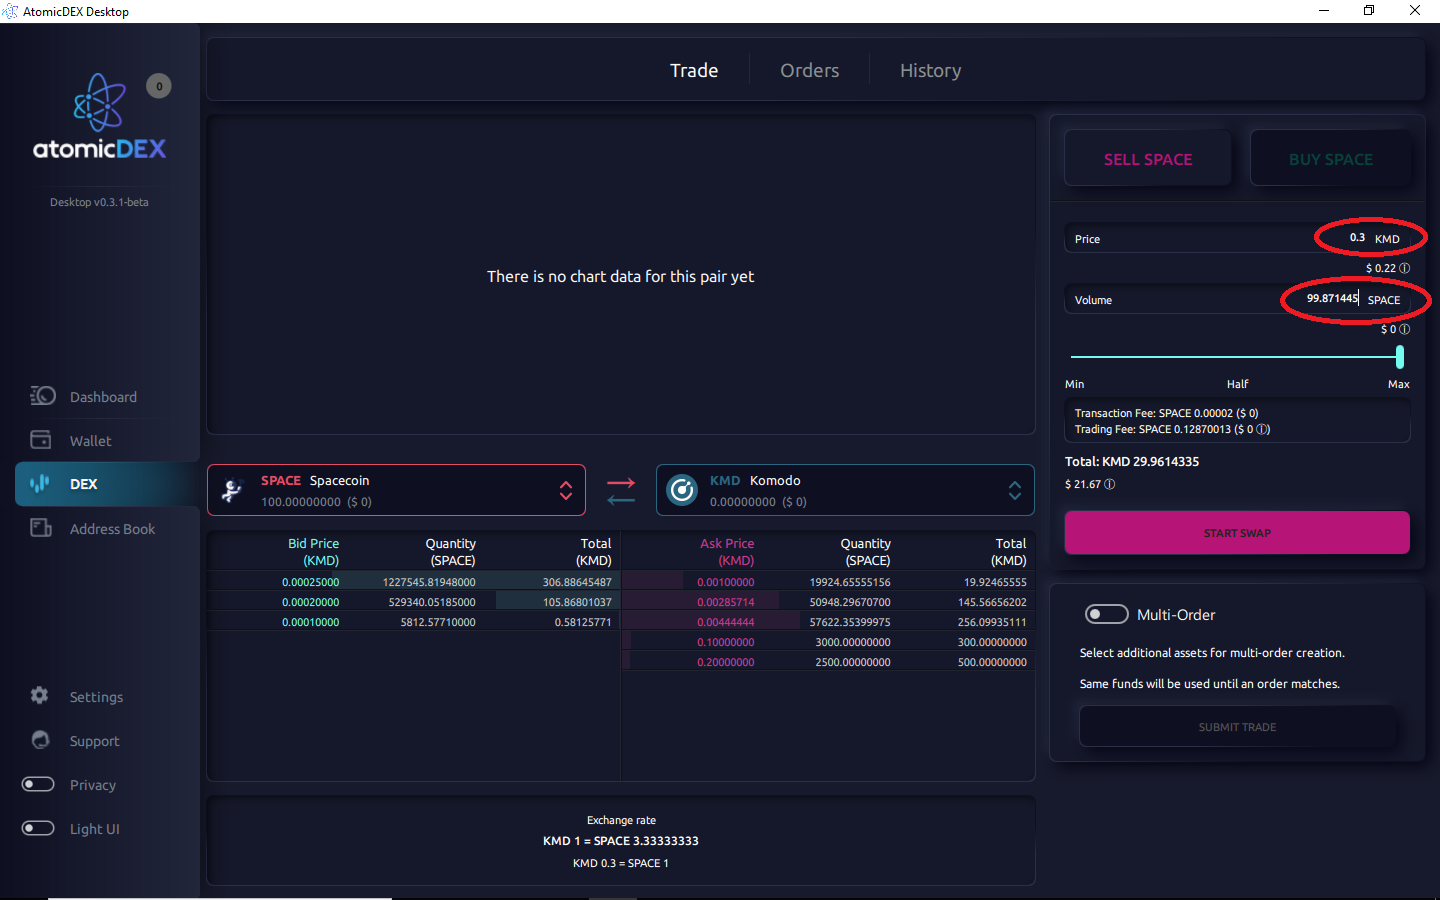 AtomicDEX Desktop
0
atomicDEX
Desktop v0.3.1-beta
Dashboard
Wallet
DEX
Address Book
Settings
Support
Privacy
Light UI
Trade Orders History
There is no chart data for this pair yet
SPACE Spacecoin
100.00000000 ($ 0)
KMD Komodo
0.00000000 ($ 0)
Bid Price Quantity Total
(KMD) (SPACE) (KMD)
0.00025000 1227545.81948000 306.88645487
0.00020000 529340.05185000 105.86801037
0.00010000 5812.57710000 0.58125771
Ask Price Quantity Total
(KMD) (SPACE) (KMD)
0.00100000 19924.65555156 19.92465555
0.00285714 50948.29670700 145.56656202
0.00444444 57622.35399975 256.09935111
0.10000000 3000.00000000 300.00000000
0.20000000 2500.00000000 500.00000000
Exchange rate
KMD 1 = SPACE 3.33333333
KMD 0.3 = SPACE 1
SELL SPACE BUY SPACE
Price 0.3 KMD
$ 0.22
Volume 99.871445 SPACE
$ 0
Min Half Max
Transaction Fee: SPACE 0.00002 ($ 0)
Trading Fee: SPACE 0.12870013 ($ 0 ⓘ)
Total: KMD 29.9614335
$ 21.67
START SWAP
Multi-Order
Select additional assets for multi-order creation.
Same funds will be used until an order matches.
SUBMIT TRADE